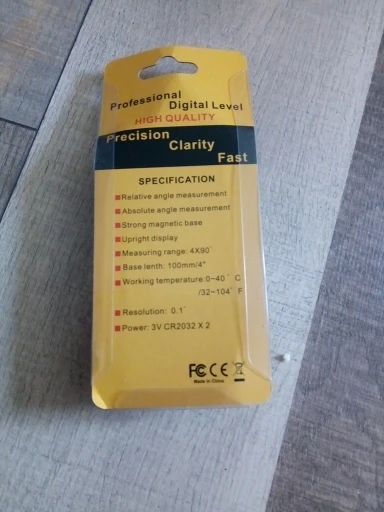 Professional
Digital Level
HIGH QUALITY
Precision
Clarity
Fast
SPECIFICATION
Relative angle measurement
Absolute angle measurement
Strong magnetic base
Upright display
Measuring range: 4X90°
Base lenth: 100mm/4"
Working temperature:0~40 ° C
/32~104° F
Resolution: 0.1°
Power: 3V CR2032 X 2
FC CE
Made in China